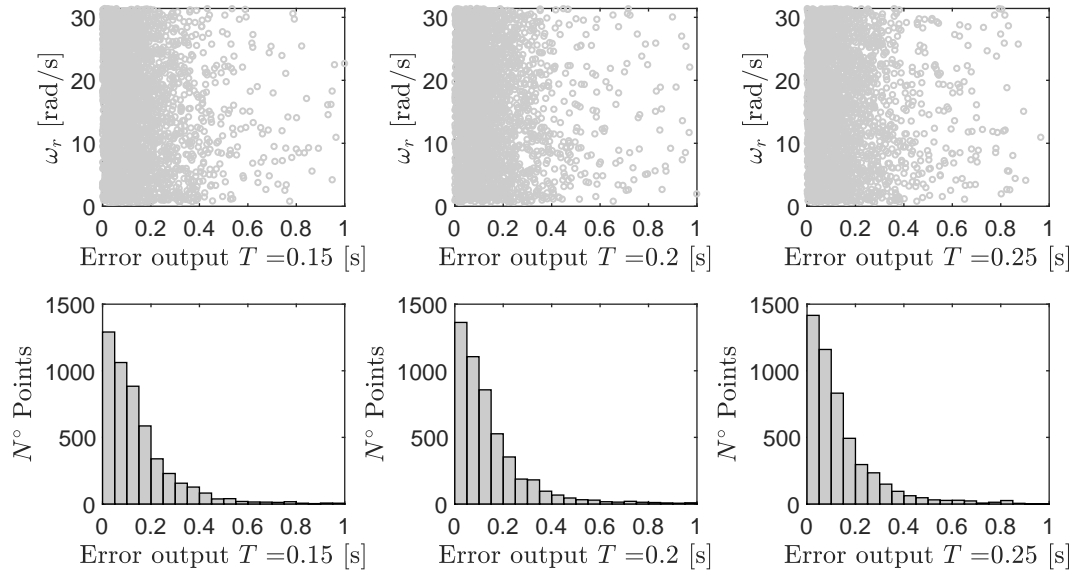 30
20
10
0
ω_r [rad/s]
0 0.2 0.4 0.6 0.8 1
Error output T =0.15 [s]
30
20
10
0
ω_r [rad/s]
0 0.2 0.4 0.6 0.8 1
Error output T =0.2 [s]
30
20
10
0
ω_r [rad/s]
0 0.2 0.4 0.6 0.8 1
Error output T =0.25 [s]
1500
1000
500
0
N° Points
0 0.2 0.4 0.6 0.8 1
Error output T =0.15 [s]
1500
1000
500
0
N° Points
0 0.2 0.4 0.6 0.8 1
Error output T =0.2 [s]
1500
1000
500
0
N° Points
0 0.2 0.4 0.6 0.8 1
Error output T =0.25 [s]